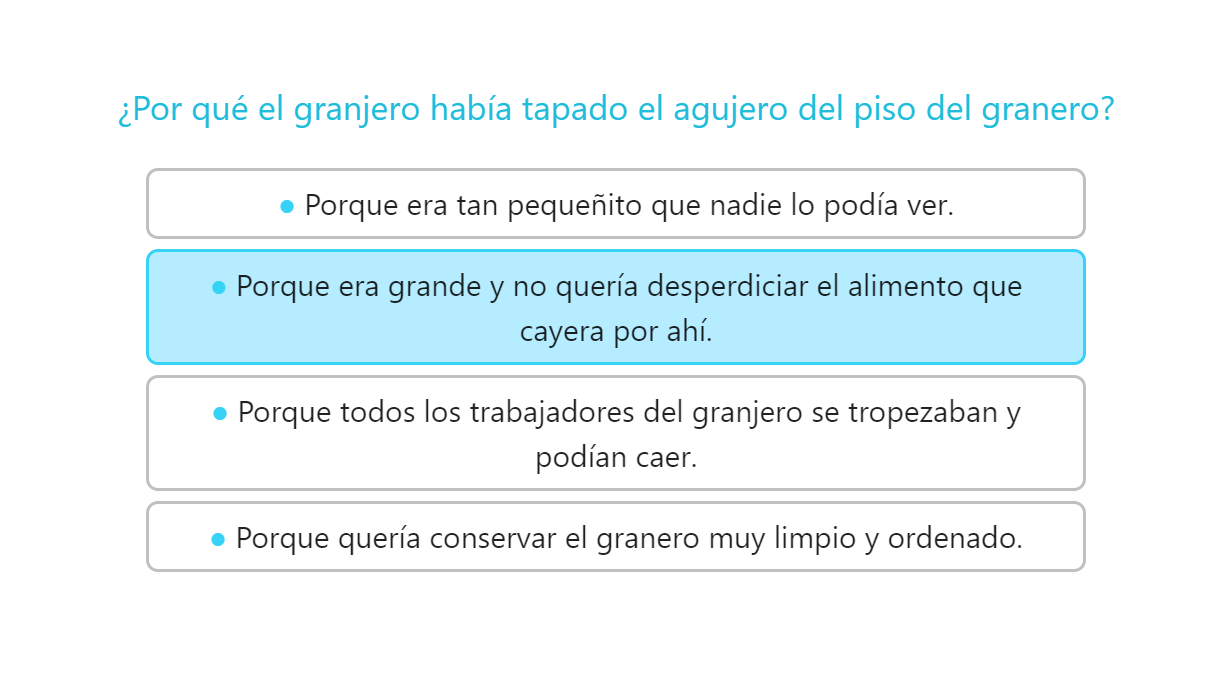 ¿Por qué el granjero había tapado el agujero del piso del granero?
● Porque era tan pequeñito que nadie lo podía ver.
● Porque era grande y no quería desperdiciar el alimento que
cayera por ahí.
● Porque todos los trabajadores del granjero se tropezaban y
podían caer.
● Porque quería conservar el granero muy limpio y ordenado.